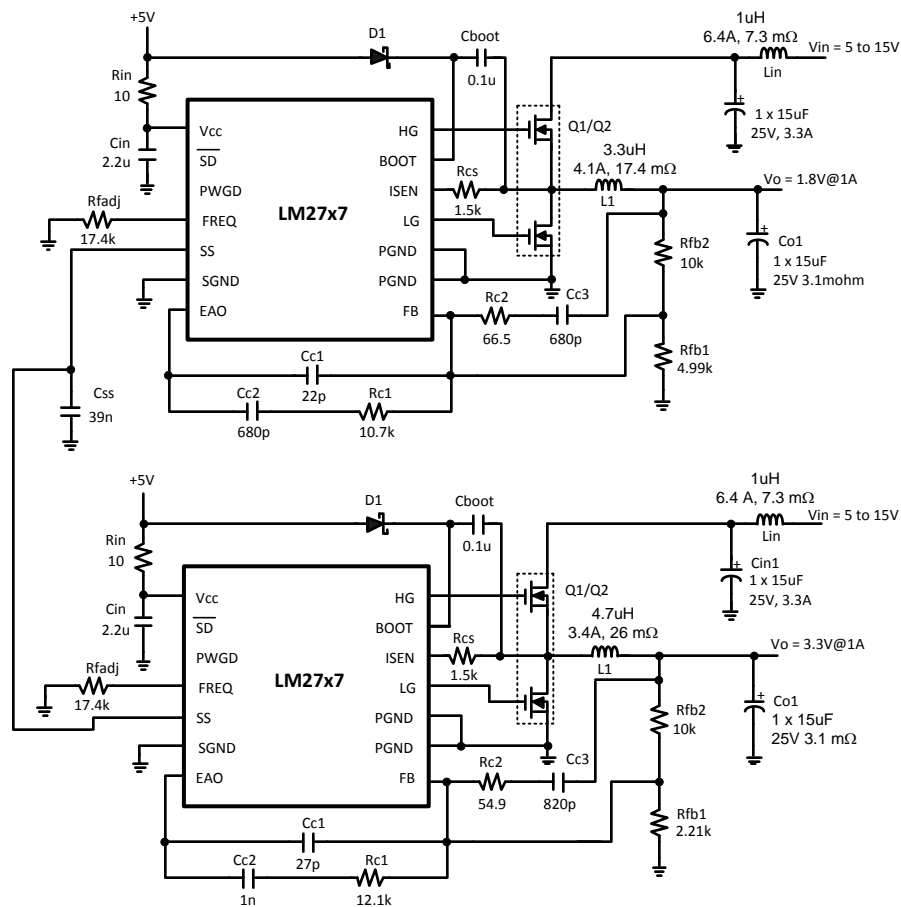 1uH
6.4A, 7.3 mΩ
Vin = 5 to 15V
Lin
+5V
D1
Cboot
0.1u
Rin
10
Cin
2.2u
Vcc
SD
PWGD
FREQ
SS
SGND
EAO
LM27x7
HG
BOOT
ISEN
LG
PGND
PGND
FB
Q1/Q2
1 x 15uF
25V, 3.3A
+
Rcs
1.5k
3.3uH
4.1A, 17.4 mΩ
L1
Vo = 1.8V@1A
Rfadj
17.4k
Rfb2
10k
+
Co1
1 x 15uF
25V 3.1mohm
Rc2
66.5
Cc3
680p
Rfb1
4.99k
Cc1
22p
Cc2
680p
Rc1
10.7k
Css
39n
1uH
6.4 A, 7.3 mΩ
Vin = 5 to 15V
Lin
+5V
D1
Cboot
0.1u
Rin
10
Cin
2.2u
Vcc
SD
PWGD
FREQ
SS
SGND
EAO
LM27x7
HG
BOOT
ISEN
LG
PGND
PGND
FB
Q1/Q2
+
Cin1
1 x 15uF
25V, 3.3A
Rcs
1.5k
4.7uH
3.4A, 26 mΩ
L1
Vo = 3.3V@1A
Rfadj
17.4k
Rfb2
10k
+
Co1
1 x 15uF
25V 3.1 mΩ
Rc2
54.9
Cc3
820p
Rfb1
2.21k
Cc1
27p
Cc2
1n
Rc1
12.1k